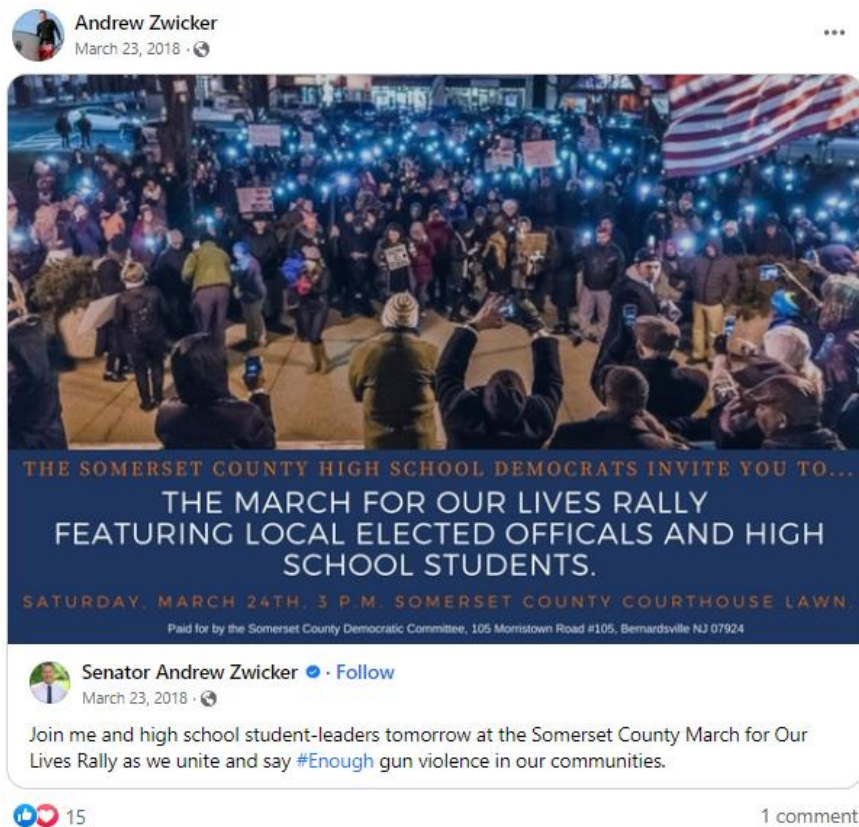 Andrew Zwicker
March 23, 2018 ·
THE SOMERSET COUNTY HIGH SCHOOL DEMOCRATS INVITE YOU TO...
THE MARCH FOR OUR LIVES RALLY
FEATURING LOCAL ELECTED OFFICALS AND HIGH
SCHOOL STUDENTS.
SATURDAY, MARCH 24TH, 3 P.M. SOMERSET COUNTY COURTHOUSE LAWN.
Paid for by the Somerset County Democratic Committee, 105 Morristown Road #105, Bernardsville NJ 07924
Senator Andrew Zwicker · Follow
March 23, 2018 ·
Join me and high school student-leaders tomorrow at the Somerset County March for Our
Lives Rally as we unite and say #Enough gun violence in our communities.
15
1 comment